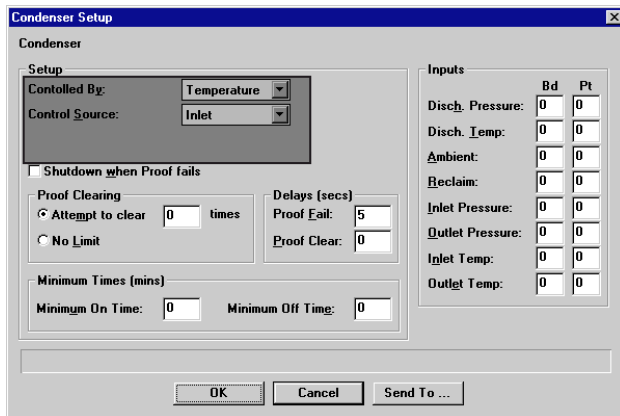 Condenser Setup
Condenser
Setup
Contolled By: Temperature
Control Source: Inlet
Shutdown when Proof fails
Proof Clearing
Attempt to clear 0 times
No Limit
Delays (secs)
Proof Fail: 5
Proof Clear: 0
Minimum Times (mins)
Minimum On Time: 0 Minimum Off Time: 0
Inputs
Bd Pt
Disch. Pressure: 0 0
Disch. Temp: 0 0
Ambient: 0 0
Reclaim: 0 0
Inlet Pressure: 0 0
Outlet Pressure: 0 0
Inlet Temp: 0 0
Outlet Temp: 0 0
OK Cancel Send To ...